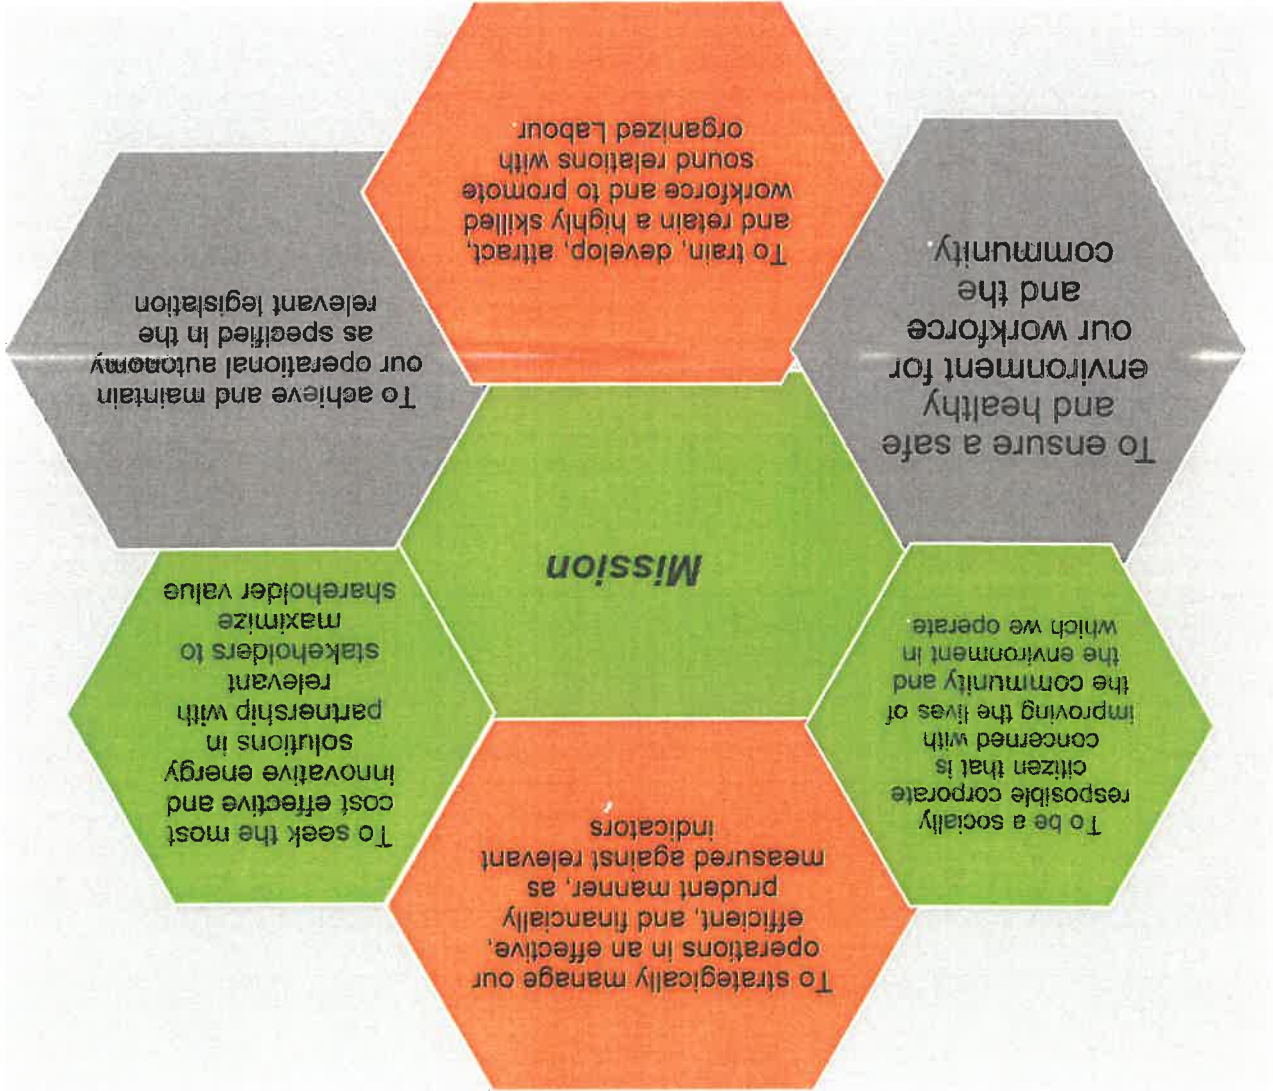 To strategically manage our
operations in an effective,
efficient, and financially
prudent manner, as
measured against relevant
indicators
To be a socially
resposible corporate
citizen that is
concerned with
improving the lives of
the community and
the environment in
which we operate
To seek the most
cost effective and
innovative energy
solutions in
partnership with
relevant
stakeholders to
maximize
shareholder value
Mission
To ensure a safe
and healthy
environment for
our workforce
and the
community.
To achieve and maintain
our operational autonomy
as specified in the
relevant legislation
To train, develop, attract,
and retain a highly skilled
workforce and to promote
sound relations with
organized Labour.